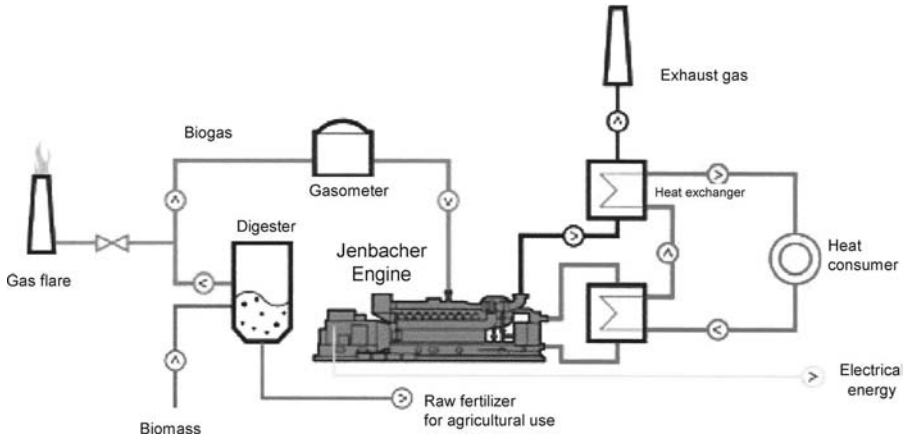 Exhaust gas
Biogas
Gasometer
Heat exchanger
Digester
Jenbacher
Engine
Heat
consumer
Gas flare
Electrical
energy
Raw fertilizer
for agricultural use
Biomass